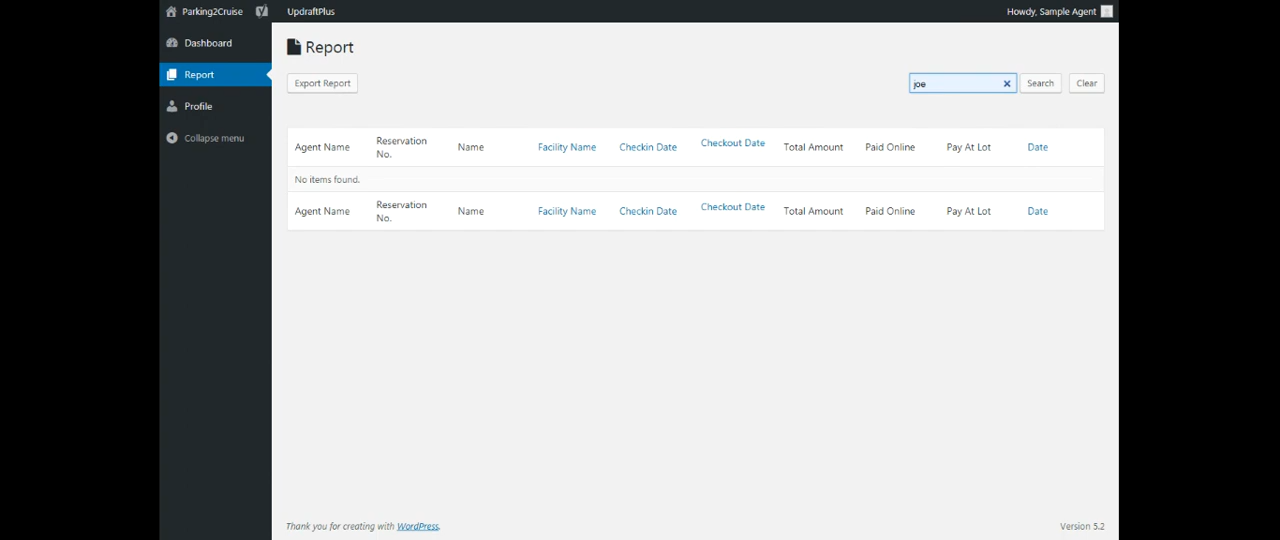 Parking2Cruise UpdraftPlus Howdy, Sample Agent
Dashboard
Report
Profile
Collapse menu
Report
Export Report joe Search Clear
Agent Name Reservation No. Name Facility Name Checkin Date Checkout Date Total Amount Paid Online Pay At Lot Date
No items found.
Agent Name Reservation No. Name Facility Name Checkin Date Checkout Date Total Amount Paid Online Pay At Lot Date
Thank you for creating with WordPress. Version 5.2